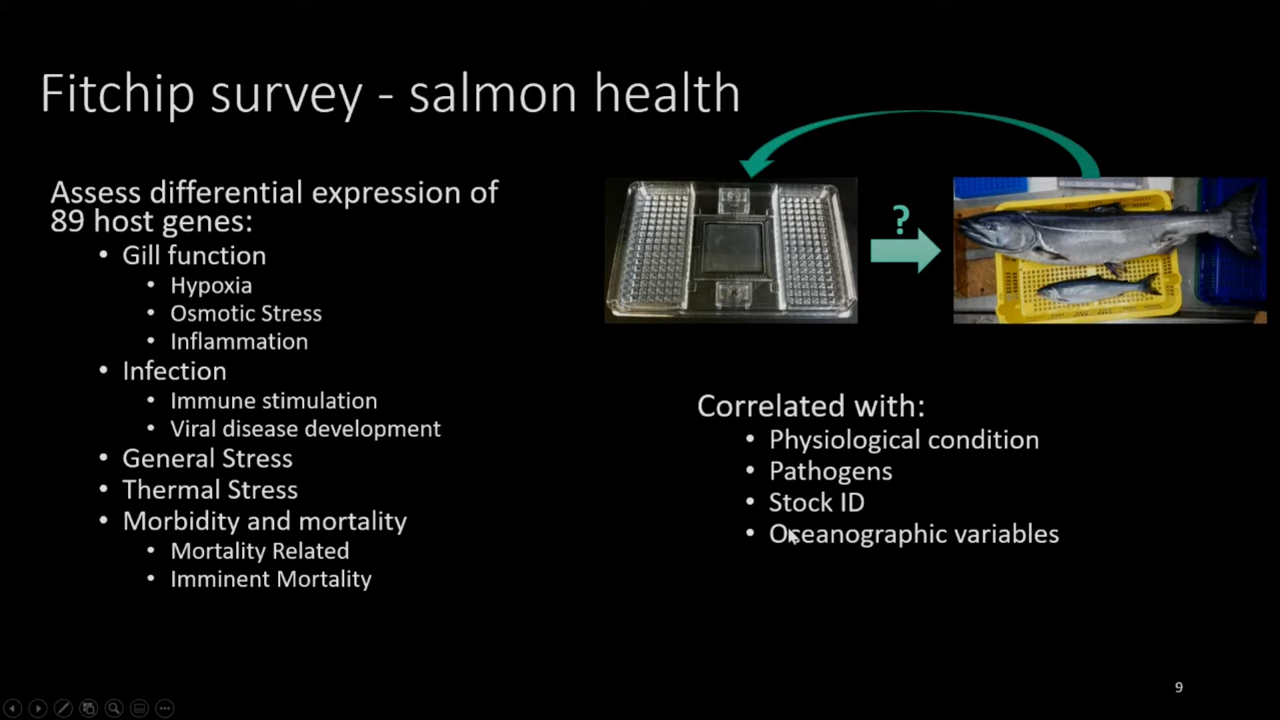 Fitchip survey - salmon health
Assess differential expression of
89 host genes:
• Gill function
• Hypoxia
• Osmotic Stress
• Inflammation
• Infection
• Immune stimulation
• Viral disease development
• General Stress
• Thermal Stress
• Morbidity and mortality
• Mortality Related
• Imminent Mortality
?
Correlated with:
• Physiological condition
• Pathogens
• Stock ID
• Oceanographic variables
9